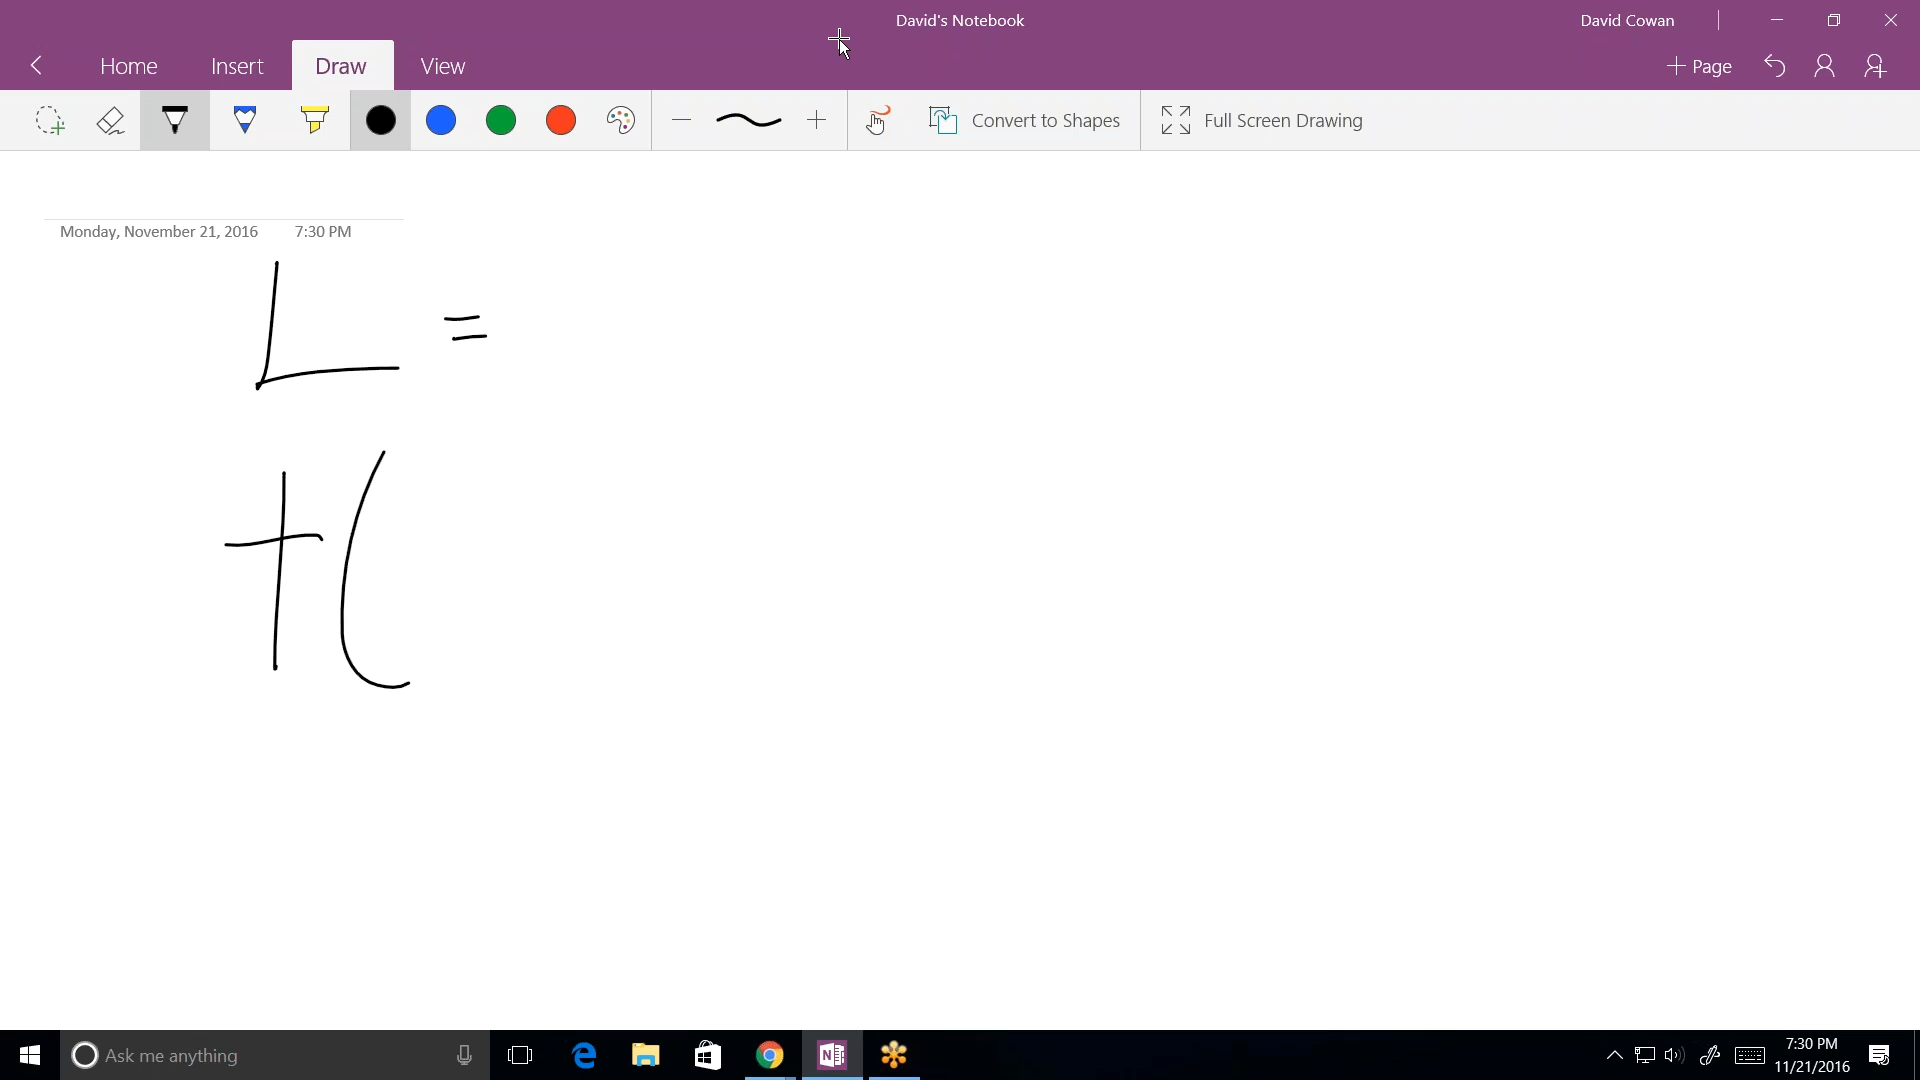 David's Notebook
David Cowan
Home Insert Draw View
Page
Convert to Shapes
Full Screen Drawing
Monday, November 21, 2016 7:30 PM
L =
+(
Ask me anything
N
7:30 PM
11/21/2016